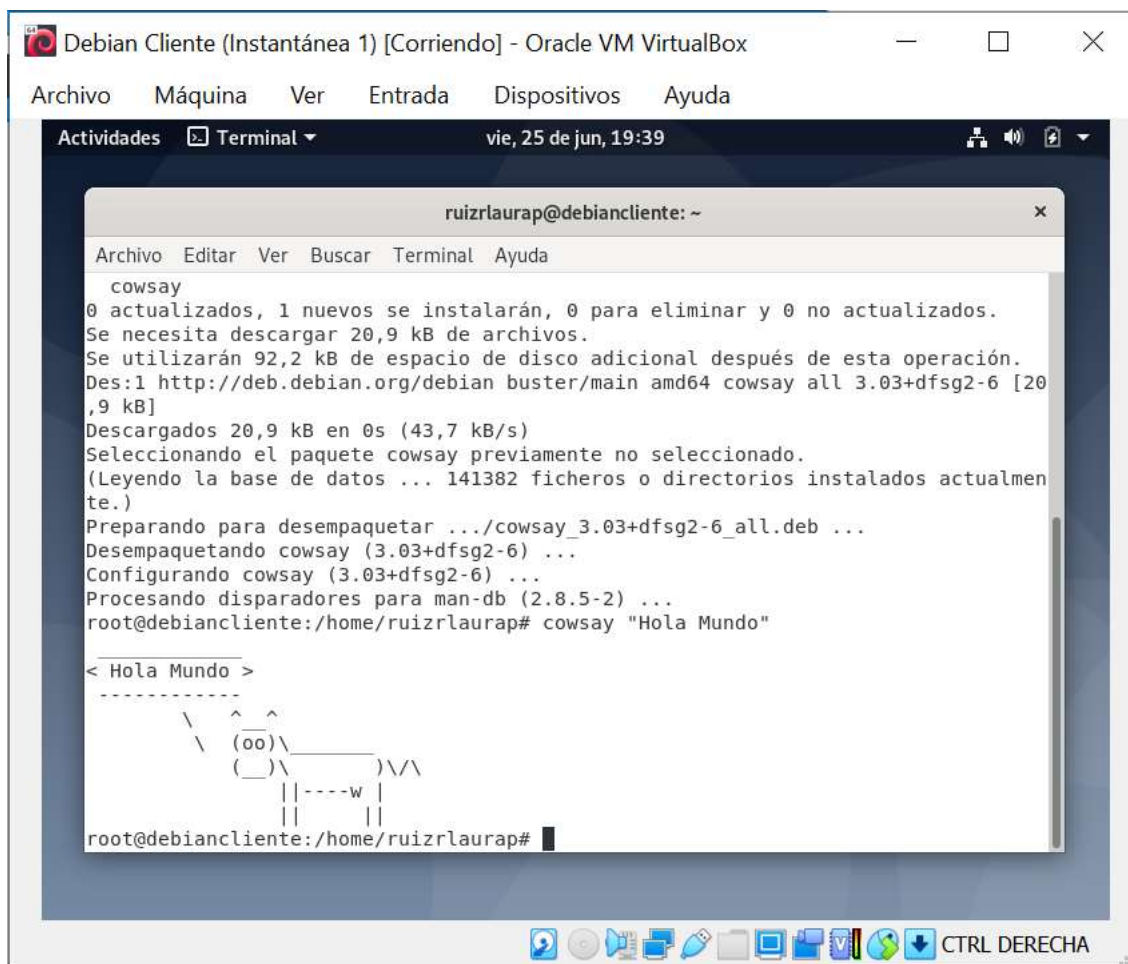 Debian Cliente (Instantánea 1) [Corriendo] - Oracle VM VirtualBox
Archivo Máquina Ver Entrada Dispositivos Ayuda
Actividades Terminal vie, 25 de jun, 19:39
ruizrlaurap@debiancliente: ~
Archivo Editar Ver Buscar Terminal Ayuda
  cowsay
0 actualizados, 1 nuevos se instalarán, 0 para eliminar y 0 no actualizados.
Se necesita descargar 20,9 kB de archivos.
Se utilizarán 92,2 kB de espacio de disco adicional después de esta operación.
Des:1 http://deb.debian.org/debian buster/main amd64 cowsay all 3.03+dfsg2-6 [20
,9 kB]
Descargados 20,9 kB en 0s (43,7 kB/s)
Seleccionando el paquete cowsay previamente no seleccionado.
(Leyendo la base de datos ... 141382 ficheros o directorios instalados actualmen
te.)
Preparando para desempaquetar .../cowsay_3.03+dfsg2-6_all.deb ...
Desempaquetando cowsay (3.03+dfsg2-6) ...
Configurando cowsay (3.03+dfsg2-6) ...
Procesando disparadores para man-db (2.8.5-2) ...
root@debiancliente:/home/ruizrlaurap# cowsay "Hola Mundo"
 ____________
< Hola Mundo >
 ------------
        \   ^__^
         \  (oo)\_______
            (__)\       )\/\
                ||----w |
                ||     ||
root@debiancliente:/home/ruizrlaurap#
CTRL DERECHA